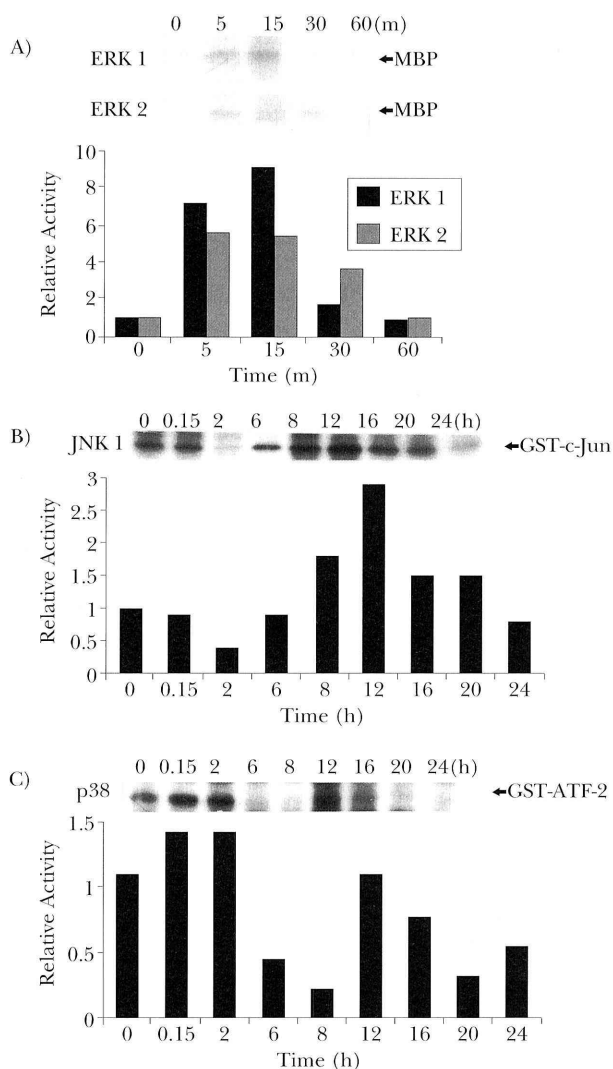 0 5 15 30 60(m)
A)
ERK 1 ←MBP
ERK 2 ←MBP
10
8
6
4
2
0
Relative Activity
ERK 1
ERK 2
0 5 15 30 60
Time (m)
0 0.15 2 6 8 12 16 20 24(h)
B)
JNK 1 ←GST-c-Jun
3
2.5
2
1.5
1
0.5
0
Relative Activity
0 0.15 2 6 8 12 16 20 24
Time (h)
0 0.15 2 6 8 12 16 20 24(h)
C)
p38 ←GST-ATF-2
1.5
1
0.5
0
Relative Activity
0 0.15 2 6 8 12 16 20 24
Time (h)